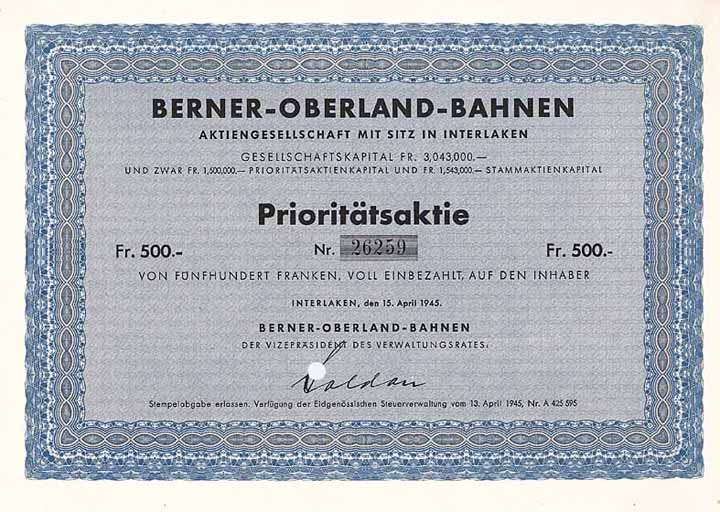 BERNER-OBERLAND-BAHNEN
AKTIENGESELLSCHAFT MIT SITZ IN INTERLAKEN
GESELLSCHAFTSKAPITAL FR. 3,043,000.—
UND ZWAR FR. 1,500,000.— PRIORITÄTSAKTIENKAPITAL UND FR. 1,543,000.— STAMMAKTIENKAPITAL
Prioritätsaktie
Fr. 500.- Nr. 26259 Fr. 500.-
VON FÜNFHUNDERT FRANKEN, VOLL EINBEZAHLT, AUF DEN INHABER
INTERLAKEN, den 15. April 1945.
BERNER-OBERLAND-BAHNEN
DER VIZEPRÄSIDENT DES VERWALTUNGSRATES:
Stempelabgabe erlassen. Verfügung der Eidgenössischen Steuerverwaltung vom 13. April 1945, Nr. A 425 595